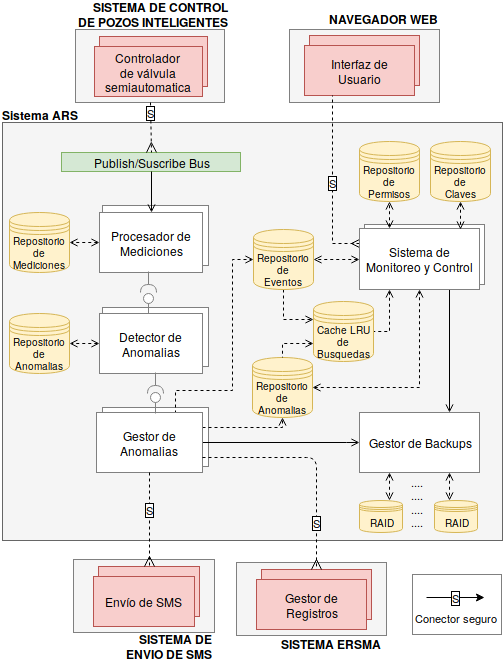 SISTEMA DE CONTROL
DE POZOS INTELIGENTES
NAVEGADOR WEB
Controlador
de válvula
semiautomatica
Interfaz de
Usuario
S
Sistema ARS
Publish/Suscribe Bus
Repositorio
de
Permisos
Repositorio
de
Claves
S
Repositorio
de
Mediciones
Procesador de
Mediciones
Repositorio
de
Eventos
Sistema de
Monitoreo y Control
Repositorio
de
Anomalias
Detector de
Anomalias
Cache LRU
de
Busquedas
Repositorio
de
Anomalias
Gestor de
Anomalias
Gestor de Backups
....
....
....
....
RAID
RAID
S
S
Envío de SMS
Gestor de
Registros
S
Conector seguro
SISTEMA DE
ENVIO DE SMS
SISTEMA ERSMA